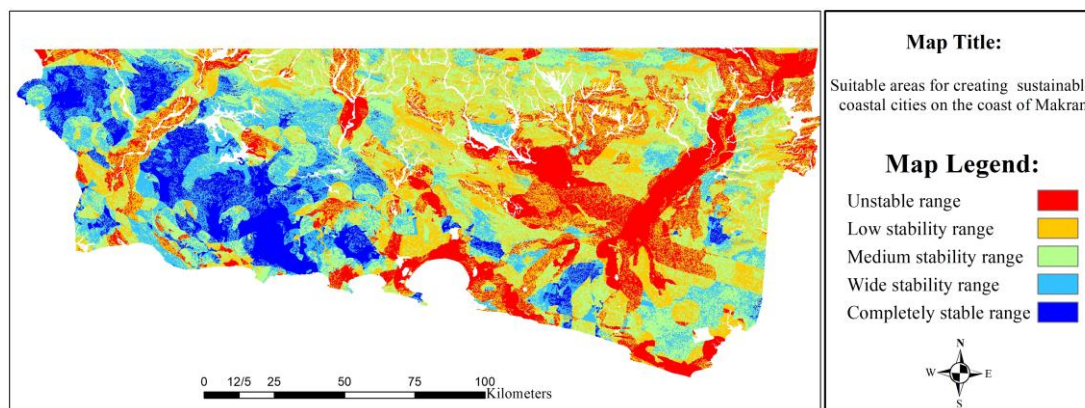 Map Title:
Suitable areas for creating sustainabl
coastal cities on the coast of Makran
Map Legend:
Unstable range
Low stability range
Medium stability range
Wide stability range
Completely stable range
N
W E
S
0 12/5 25 50 75 100
Kilometers